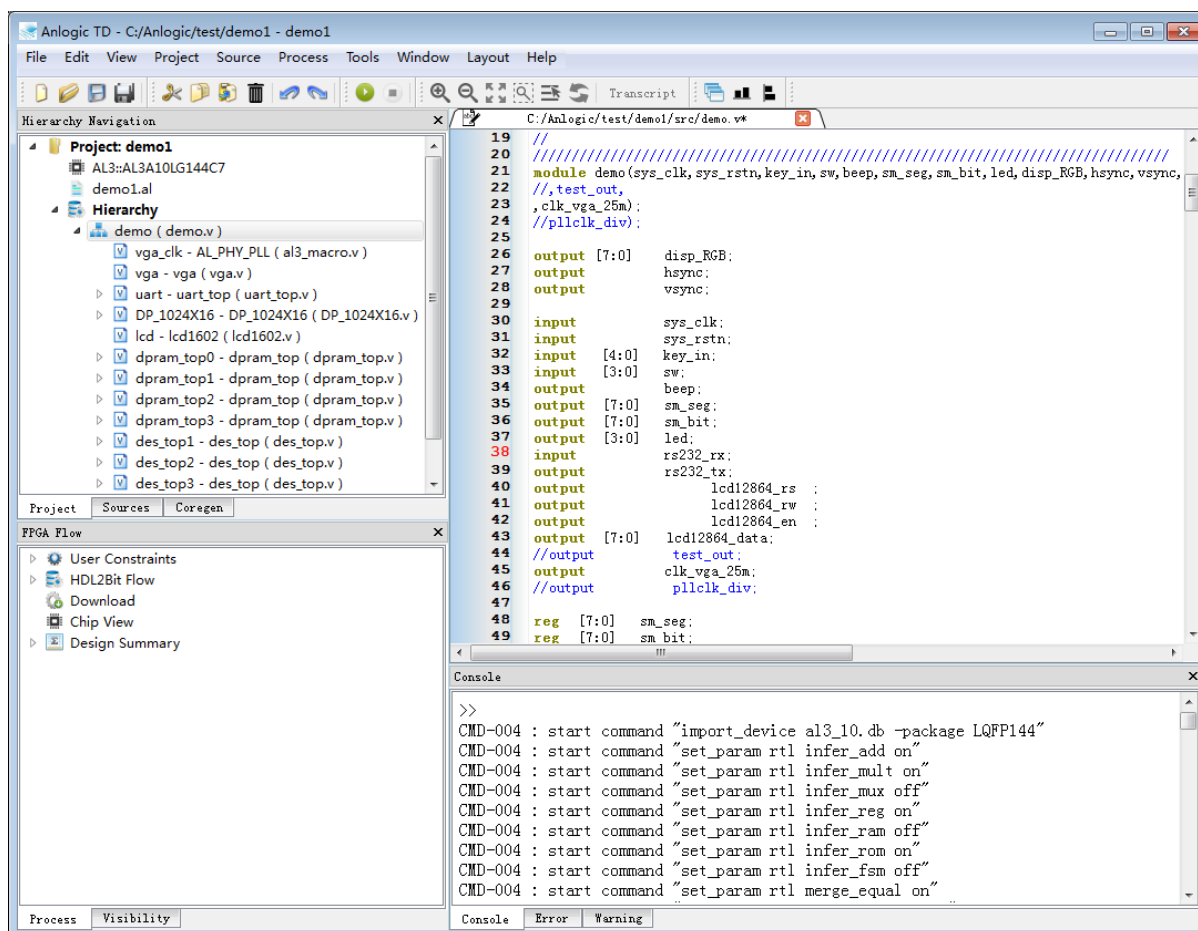 Anlogic TD - C:/Anlogic/test/demo1 - demo1
File Edit View Project Source Process Tools Window Layout Help
Transcript
Hierarchy Navigation
Project: demo1
AL3::AL3A10LG144C7
demo1.al
Hierarchy
demo ( demo.v )
vga_clk - AL_PHY_PLL ( al3_macro.v )
vga - vga ( vga.v )
uart - uart_top ( uart_top.v )
DP_1024X16 - DP_1024X16 ( DP_1024X16.v )
lcd - lcd1602 ( lcd1602.v )
dpram_top0 - dpram_top ( dpram_top.v )
dpram_top1 - dpram_top ( dpram_top.v )
dpram_top2 - dpram_top ( dpram_top.v )
dpram_top3 - dpram_top ( dpram_top.v )
des_top1 - des_top ( des_top.v )
des_top2 - des_top ( des_top.v )
des_top3 - des_top ( des_top.v )
Project Sources Coregen
FPGA Flow
User Constraints
HDL2Bit Flow
Download
Chip View
Design Summary
Process Visibility
C:/Anlogic/test/demo1/src/demo.v*
19 //
20 //////////////////////////////////////////////////////////////////////////////////
21 module demo(sys_clk,sys_rstn,key_in,sw,beep,sm_seg,sm_bit,led,disp_RGB,hsync,vsync,
22 //,test_out,
23 ,clk_vga_25m);
24 //pllclk_div);
25
26 output [7:0] disp_RGB;
27 output hsync;
28 output vsync;
29
30 input sys_clk;
31 input sys_rstn;
32 input [4:0] key_in;
33 input [3:0] sw;
34 output beep;
35 output [7:0] sm_seg;
36 output [7:0] sm_bit;
37 output [3:0] led;
38 input rs232_rx;
39 output rs232_tx;
40 output lcd12864_rs ;
41 output lcd12864_rw ;
42 output lcd12864_en ;
43 output [7:0] lcd12864_data;
44 //output test_out;
45 output clk_vga_25m;
46 //output pllclk_div;
47
48 reg [7:0] sm_seg;
49 reg [7:0] sm_bit;
Console
>>
CMD-004 : start command "import_device al3_10.db -package LQFP144"
CMD-004 : start command "set_param rtl infer_add on"
CMD-004 : start command "set_param rtl infer_mult on"
CMD-004 : start command "set_param rtl infer_mux off"
CMD-004 : start command "set_param rtl infer_reg on"
CMD-004 : start command "set_param rtl infer_ram off"
CMD-004 : start command "set_param rtl infer_rom on"
CMD-004 : start command "set_param rtl infer_fsm off"
CMD-004 : start command "set_param rtl merge_equal on"
Console Error Warning